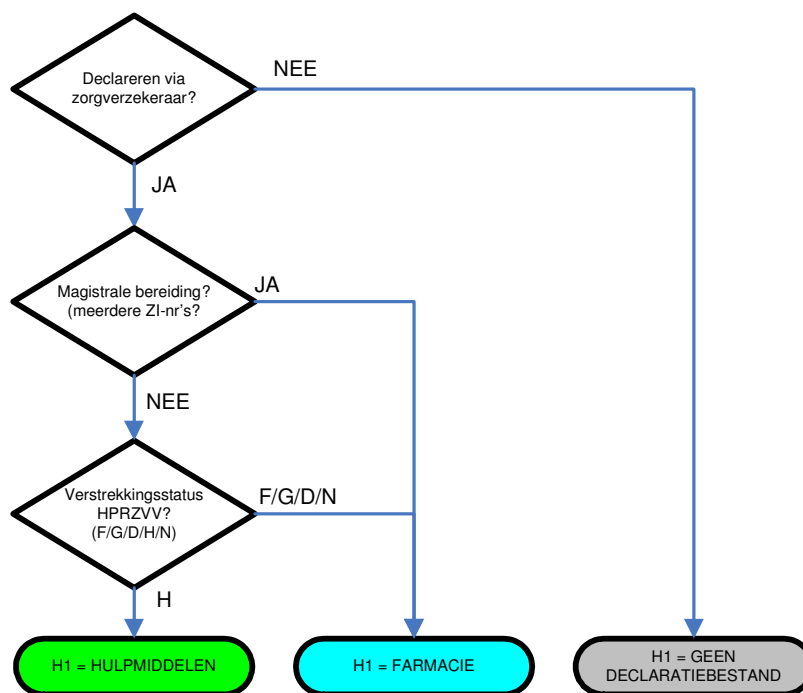 Declareren via
zorgverzekeraar?
NEE
JA
Magistrale bereiding?
(meerdere ZI-nr's?
JA
NEE
Verstrekkingsstatus
HPRZVV?
(F/G/D/H/N)
F/G/D/N
H
H1 = HULPMIDDELEN
H1 = FARMACIE
H1 = GEEN
DECLARATIEBESTAND